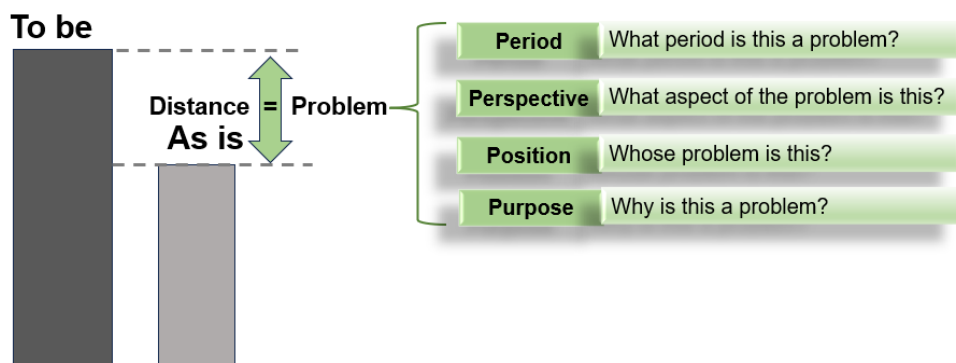 To be
Distance = Problem
As is
Period What period is this a problem?
Perspective What aspect of the problem is this?
Position Whose problem is this?
Purpose Why is this a problem?